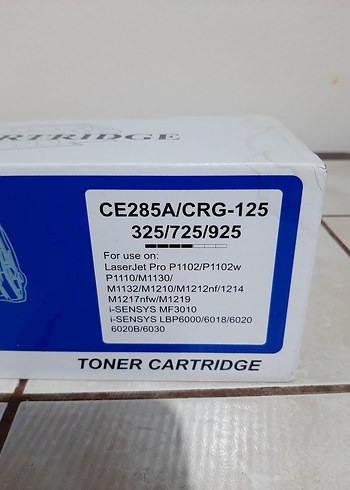 CARTRIDGE
CE285A/CRG-125
325/725/925
For use on:
LaserJet Pro P1102/P1102w
P1110/M1130/
M1132/M1210/M1212nf/1214
M1217nfw/M1219
i-SENSYS MF3010
i-SENSYS LBP6000/6018/6020
6020B/6030
TONER CARTRIDGE